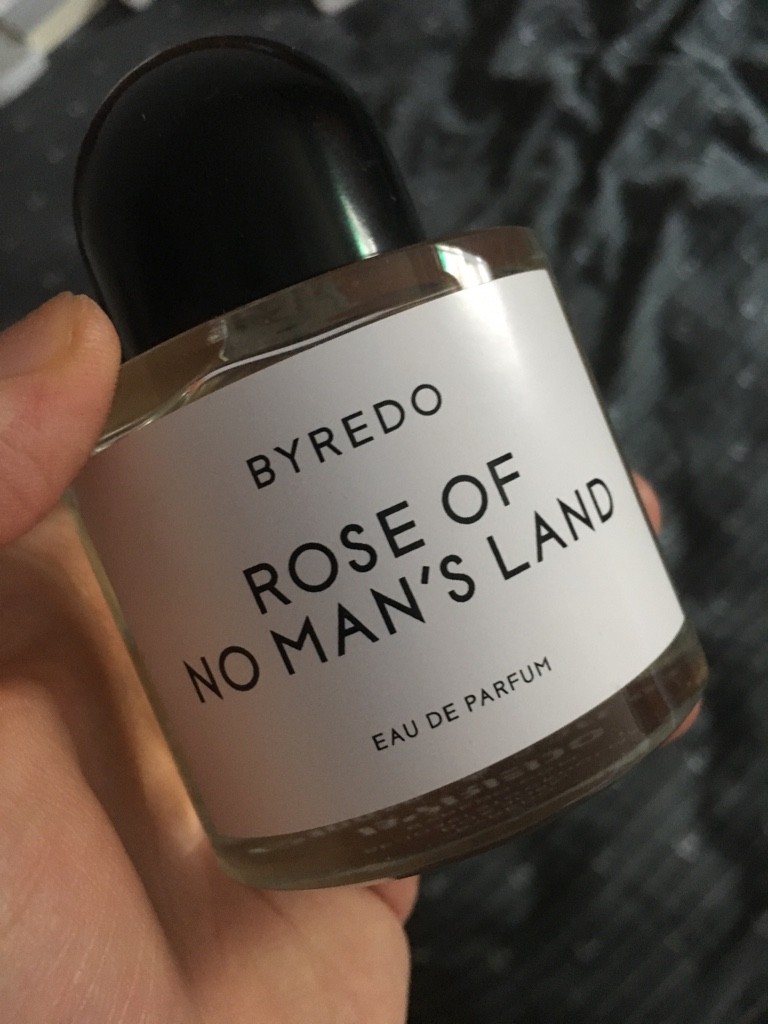 BYREDO
ROSE OF
NO MAN'S LAND
EAU DE PARFUM